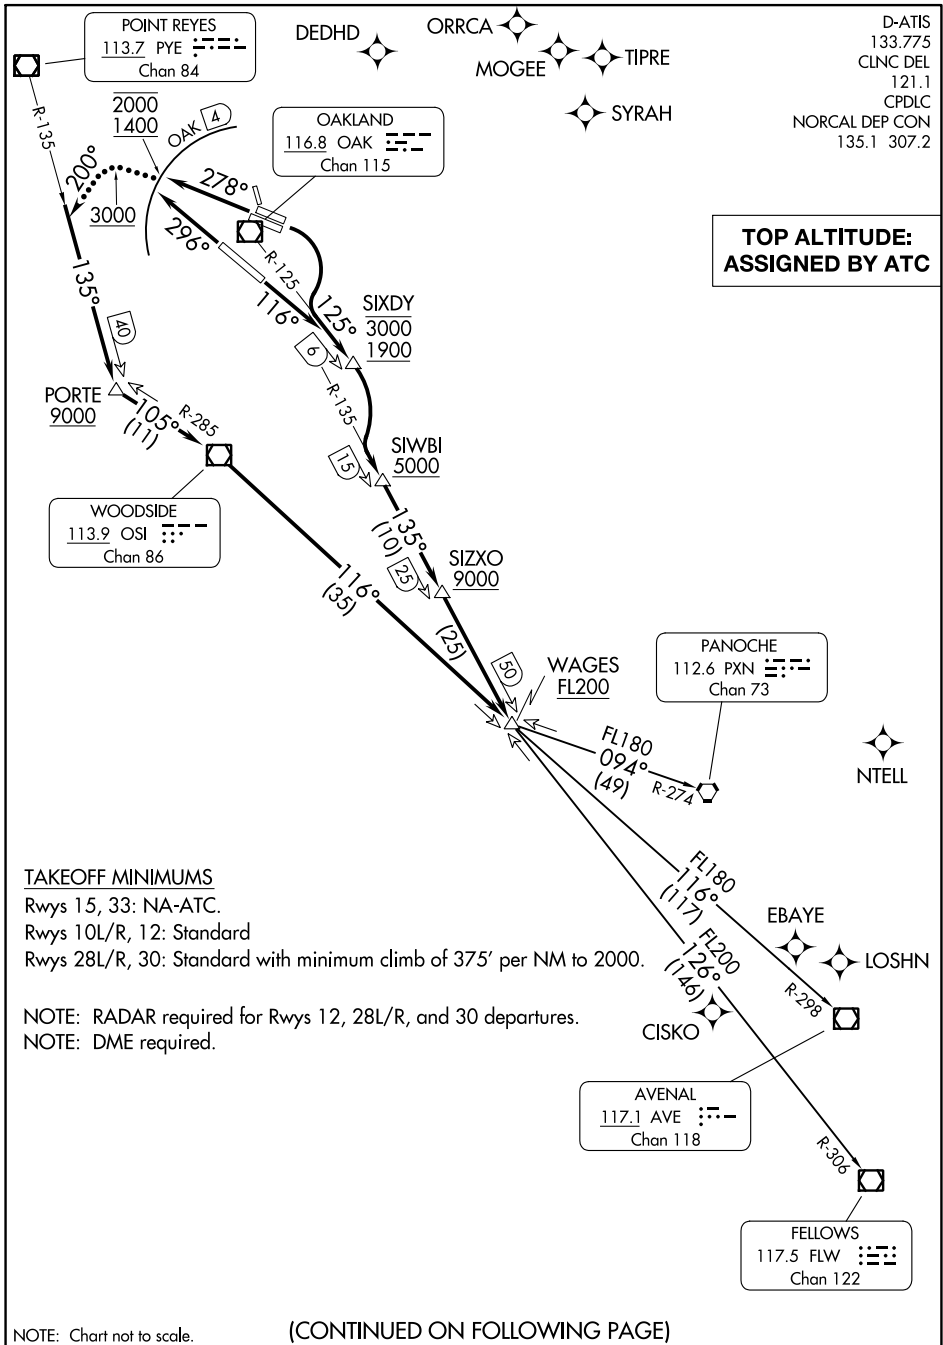 POINT REYES
113.7 PYE
Chan 84
DEDHD
ORRCA
MOGEE
TIPRE
SYRAH
D-ATIS
133.775
CLNC DEL
121.1
CPDLC
NORCAL DEP CON
135.1 307.2
R-135
2000
1400
OAK 4
OAKLAND
116.8 OAK
Chan 115
200°
3000
278°
296°
TOP ALTITUDE:
ASSIGNED BY ATC
135°
R-125
116°
125°
SIXDY
3000
1900
40
6
PORTE
9000
105°
(11)
R-285
R-135
15
SIWBI
5000
WOODSIDE
113.9 OSI
Chan 86
135°
(10)
25
SIZXO
9000
116°
(35)
(25)
50
WAGES
FL200
PANOCHE
112.6 PXN
Chan 73
FL180
094°
(49)
R-274
NTELL
TAKEOFF MINIMUMS
Rwys 15, 33: NA-ATC.
Rwys 10L/R, 12: Standard
Rwys 28L/R, 30: Standard with minimum climb of 375' per NM to 2000.
FL180
116°
(117)
EBAYE
LOSHN
FL200
126°
(146)
R-298
CISKO
NOTE: RADAR required for Rwys 12, 28L/R, and 30 departures.
NOTE: DME required.
AVENAL
117.1 AVE
Chan 118
R-306
FELLOWS
117.5 FLW
Chan 122
NOTE: Chart not to scale.
(CONTINUED ON FOLLOWING PAGE)